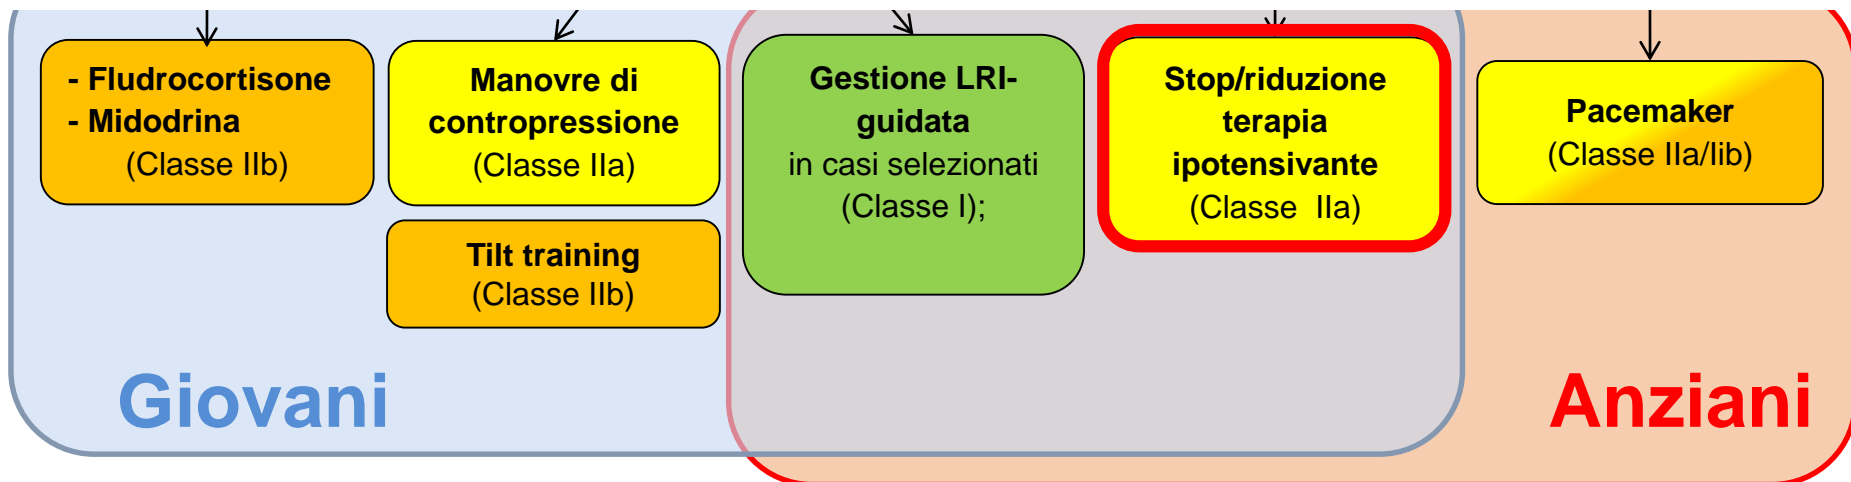 - Fludrocortisone
- Midodrina
(Classe IIb)
Manovre di
contropressione
(Classe IIa)
Tilt training
(Classe IIb)
Gestione LRI-
guidata
in casi selezionati
(Classe I);
Stop/riduzione
terapia
ipotensivante
(Classe IIa)
Pacemaker
(Classe IIa/Iib)
Giovani
Anziani